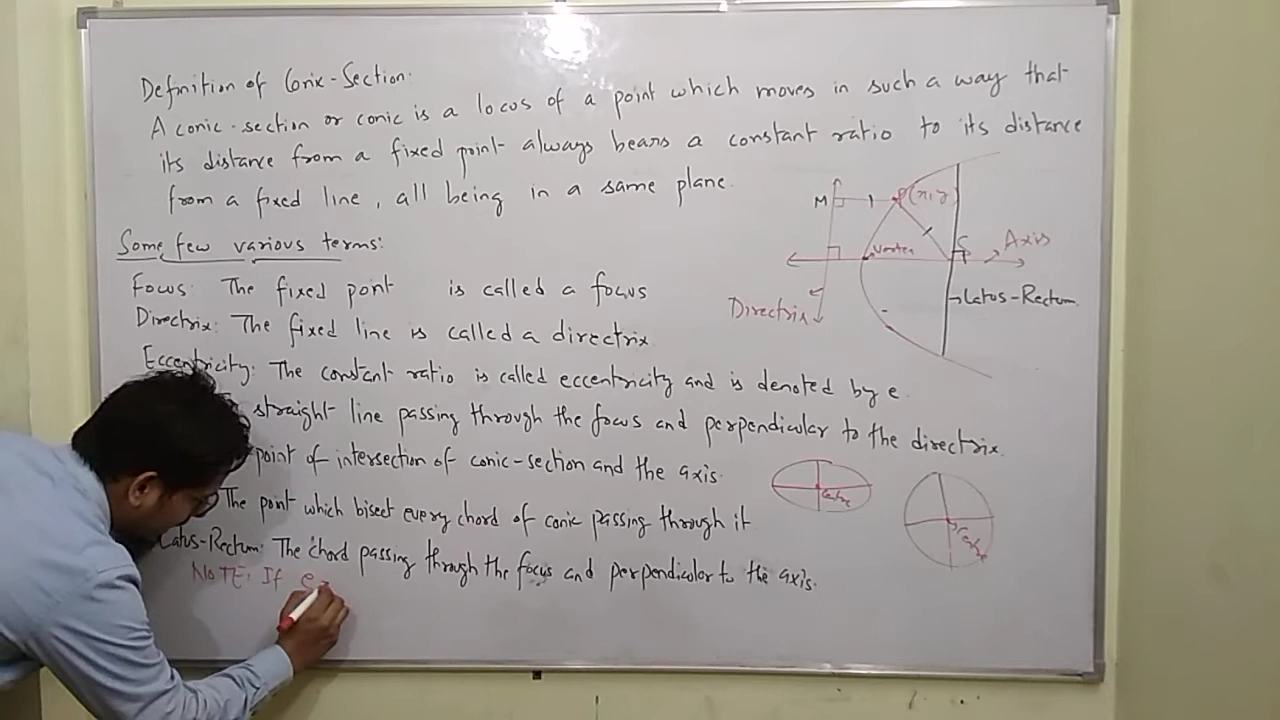 Definition of Conix-Section:
A conic-section or conic is a locus of a point which moves in such a way that
its distance from a fixed point always bears a constant ratio to its distance
from a fixed line, all being in a same plane.
Some few various terms:
Focus: The fixed point is called a focus
Directrix: The fixed line is called a directrix.
Eccentricity: The constant ratio is called eccentricity and is denoted by e.
straight line passing through the focus and perpendicular to the directrix.
point of intersection of conic-section and the axis.
The point which bisect every chord of conic passing through it
Latus-Rectum: The chord passing through the focus and perpendicular to the axis.
NOTE: If e=
M
P(x,y)
Vertex
S
Axis
Latus-Rectum
Directrix
Centre
Centre